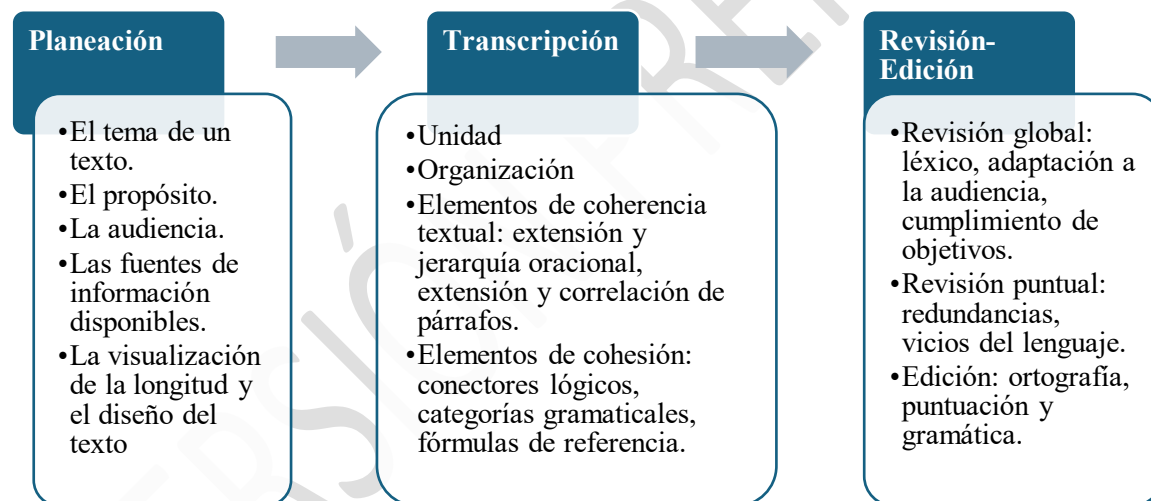 Planeación
•El tema de un
texto.
•El propósito.
•La audiencia.
•Las fuentes de
información
disponibles.
•La visualización
de la longitud y
el diseño del
texto
Transcripción
•Unidad
•Organización
•Elementos de coherencia
textual: extensión y
jerarquía oracional,
extensión y correlación de
párrafos.
•Elementos de cohesión:
conectores lógicos,
categorías gramaticales,
fórmulas de referencia.
Revisión-
Edición
•Revisión global:
léxico, adaptación a
la audiencia,
cumplimiento de
objetivos.
•Revisión puntual:
redundancias,
vicios del lenguaje.
•Edición: ortografía,
puntuación y
gramática.